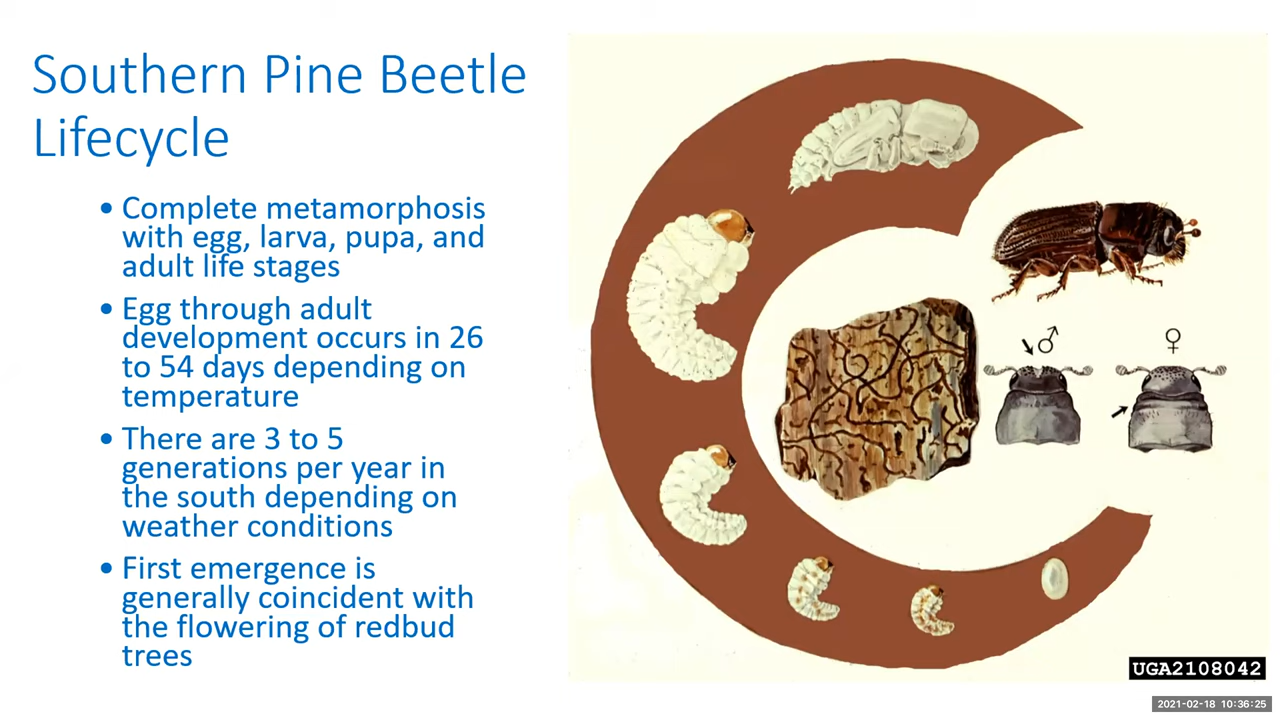 Southern Pine Beetle
Lifecycle
• Complete metamorphosis
with egg, larva, pupa, and
adult life stages
• Egg through adult
development occurs in 26
to 54 days depending on
temperature
• There are 3 to 5
generations per year in
the south depending on
weather conditions
• First emergence is
generally coincident with
the flowering of redbud
trees
♂ ♀
UGA2108042
2021-02-18 10:36:25